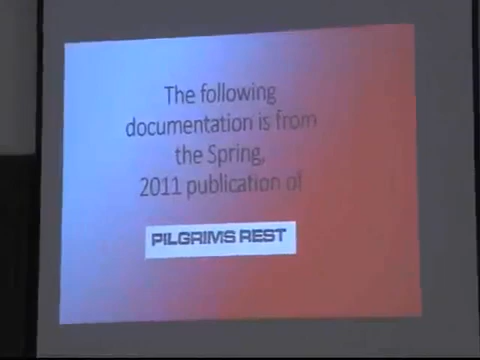 The following
documentation is from
the Spring,
2011 publication of
PILGRIMS REST